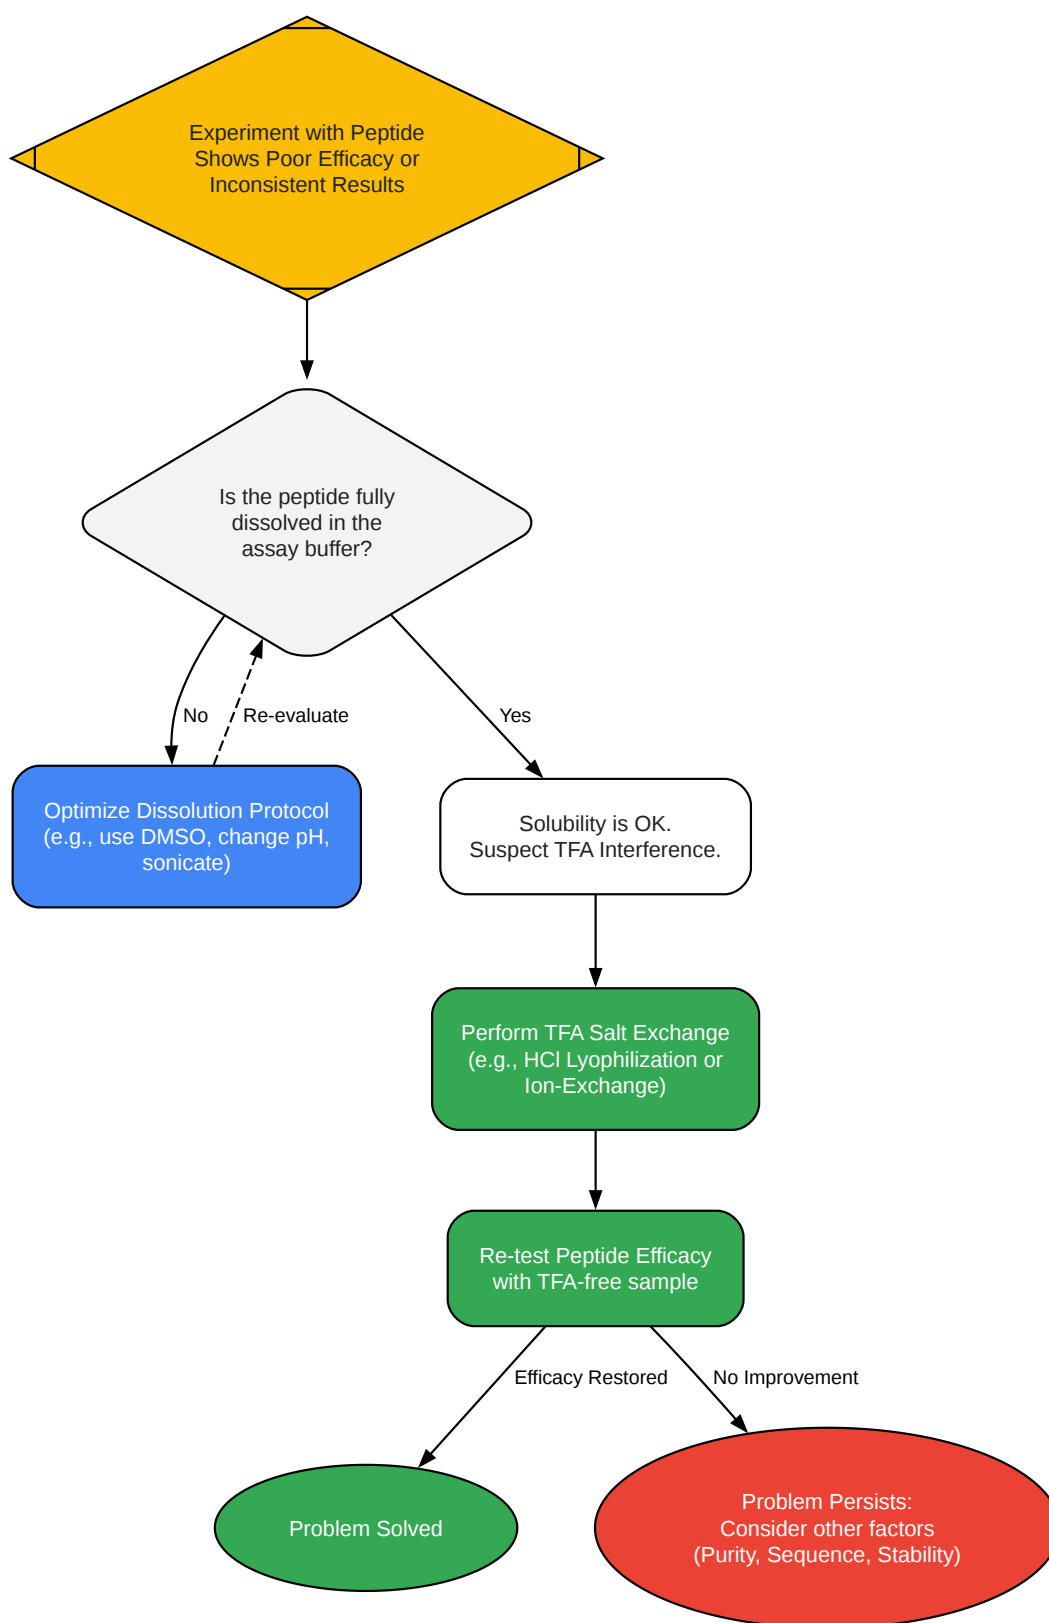 Experiment with Peptide
Shows Poor Efficacy or
Inconsistent Results
Is the peptide fully
dissolved in the
assay buffer?
No
Re-evaluate
Yes
Optimize Dissolution Protocol
(e.g., use DMSO, change pH,
sonicate)
Solubility is OK.
Suspect TFA Interference.
Perform TFA Salt Exchange
(e.g., HCl Lyophilization or
Ion-Exchange)
Re-test Peptide Efficacy
with TFA-free sample
Efficacy Restored
No Improvement
Problem Solved
Problem Persists:
Consider other factors
(Purity, Sequence, Stability)